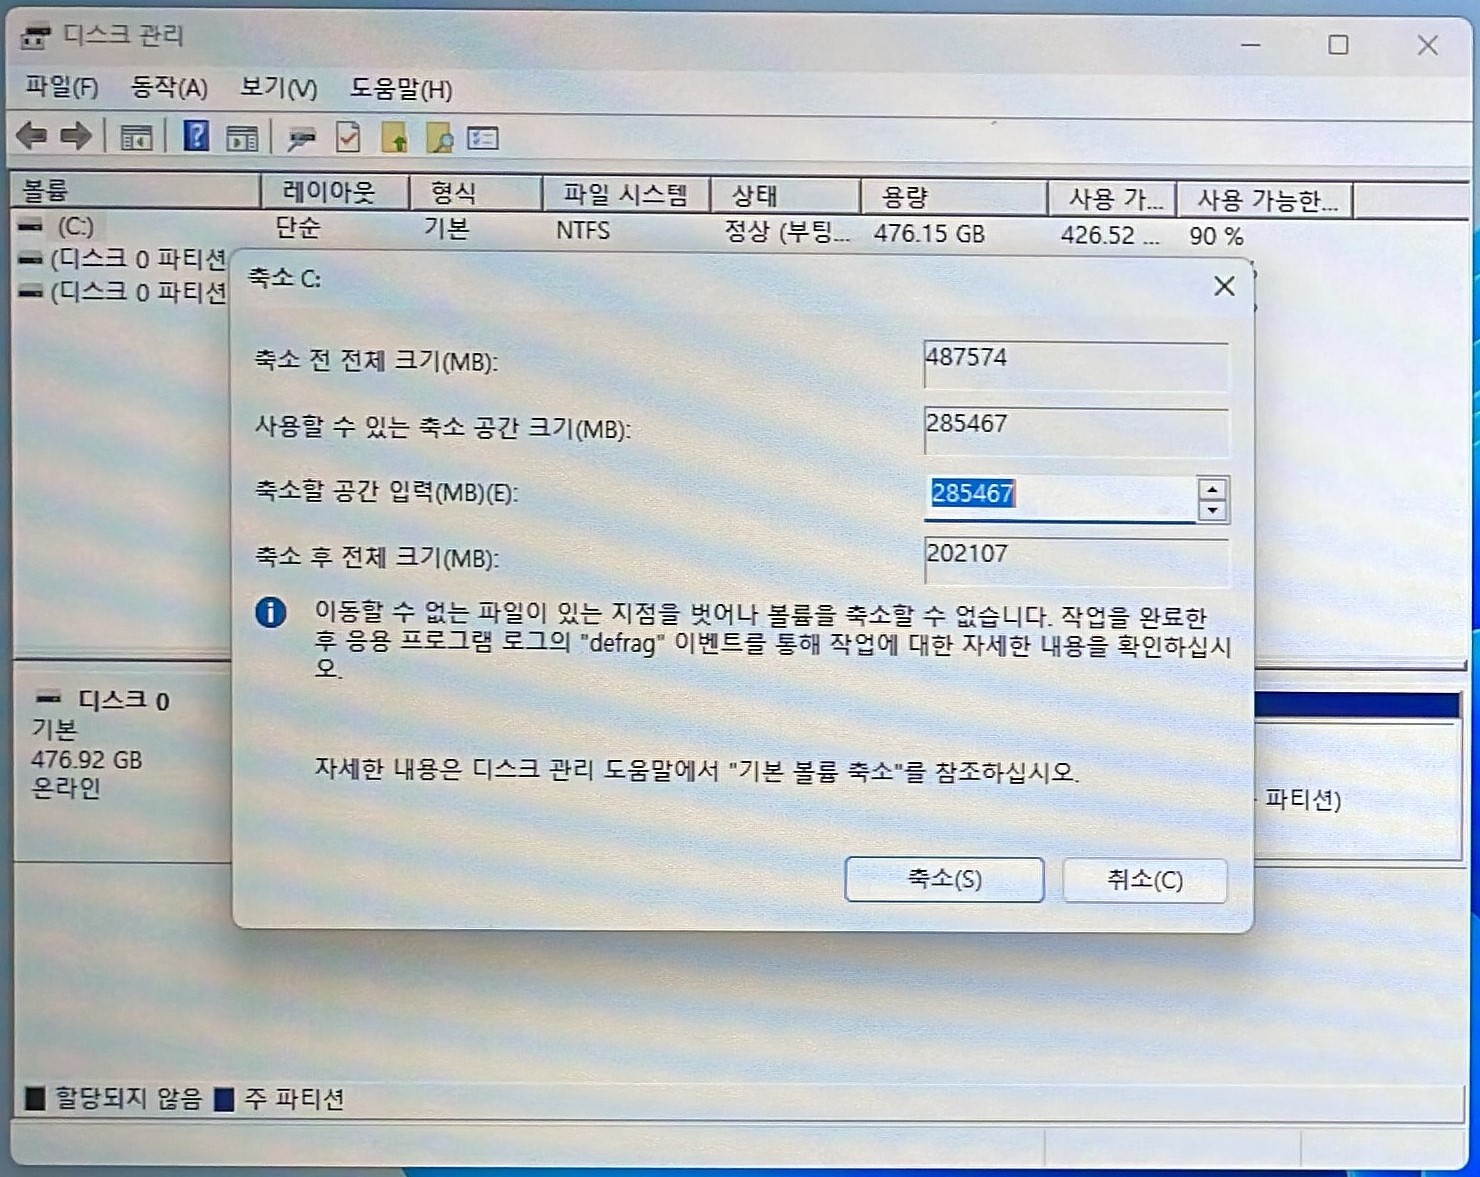 디스크 관리
파일(F) 동작(A) 보기(V) 도움말(H)
볼륨 레이아웃 형식 파일 시스템 상태 용량 사용 가... 사용 가능한...
(C:) 단순 기본 NTFS 정상 (부팅... 476.15 GB 426.52 ... 90 %
(디스크 0 파티션
(디스크 0 파티션
축소 C:
축소 전 전체 크기(MB): 487574
사용할 수 있는 축소 공간 크기(MB): 285467
축소할 공간 입력(MB)(E): 285467
축소 후 전체 크기(MB): 202107
이동할 수 없는 파일이 있는 지점을 벗어나 볼륨을 축소할 수 없습니다. 작업을 완료한
후 응용 프로그램 로그의 "defrag" 이벤트를 통해 작업에 대한 자세한 내용을 확인하십시
오.
자세한 내용은 디스크 관리 도움말에서 "기본 볼륨 축소"를 참조하십시오.
축소(S) 취소(C)
디스크 0
기본
476.92 GB
온라인
파티션)
할당되지 않음 주 파티션